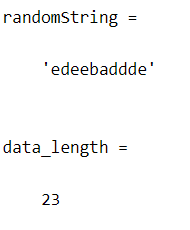 randomString =
'edeebaddde'
data_length =
23